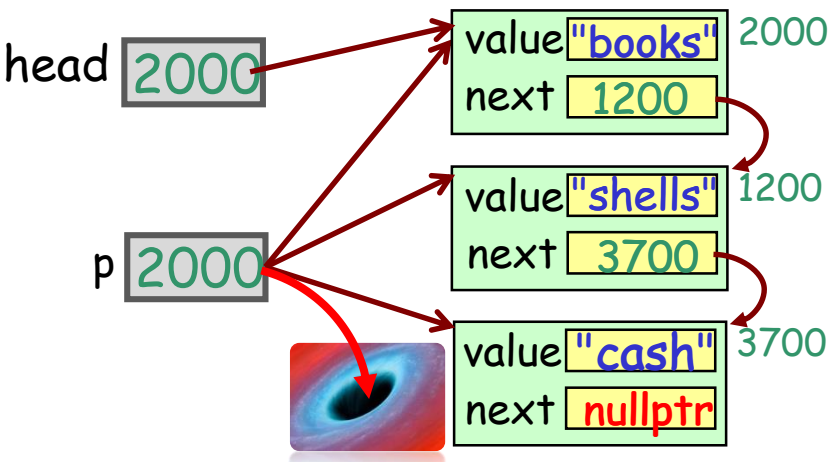 head 2000
value "books" 2000
next 1200
value "shells" 1200
next 3700
p 2000
value "cash" 3700
next nullptr